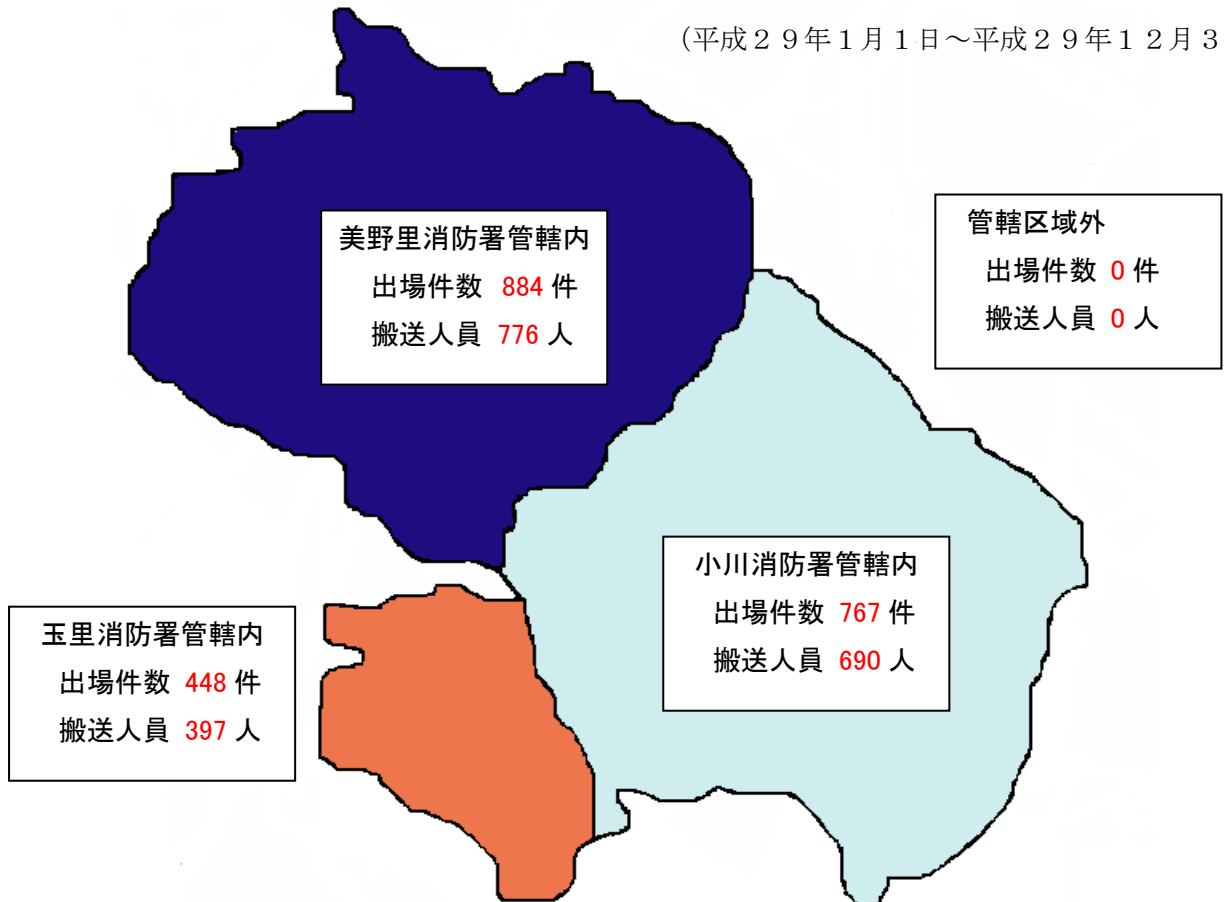 (平成２９年１月１日～平成２９年１２月３
美野里消防署管轄内
出場件数 884 件
搬送人員 776 人
管轄区域外
出場件数 0 件
搬送人員 0 人
小川消防署管轄内
出場件数 767 件
搬送人員 690 人
玉里消防署管轄内
出場件数 448 件
搬送人員 397 人